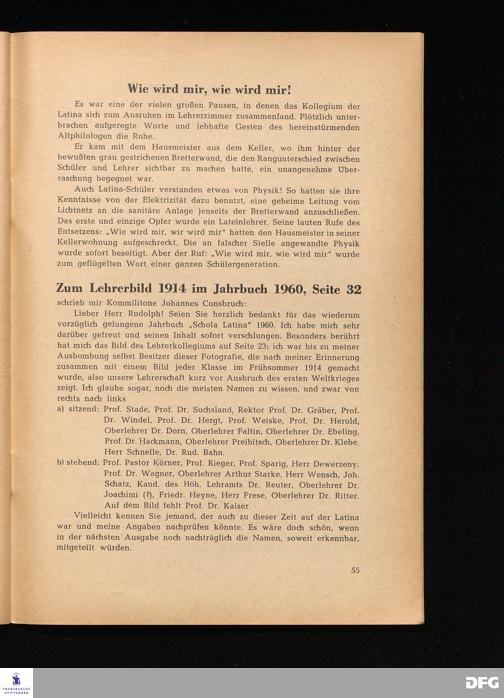 Wie wird mir, wie wird mir!
Es war eine der vielen großen Pausen, in denen das Kollegium der
Latina sich zum Ausruhen im Lehrerzimmer zusammenfand. Plötzlich unter-
brachen aufgeregte Worte und lebhafte Gesten des hereinstürmenden
Altphilologen die Ruhe.
Er kam mit dem Hausmeister aus dem Keller, wo ihm hinter der
bewußten grau gestrichenen Bretterwand, die den Rangunterschied zwischen
Schüler und Lehrer sichtbar zu machen hatte, ein unangenehme Über-
raschung begegnet war.
Auch Latina-Schüler verstanden etwas von Physik! So hatten sie ihre
Kenntnisse von der Elektrizität dazu benutzt, eine geheime Leitung vom
Lichtnetz an die sanitäre Anlage jenseits der Bretterwand anzuschließen.
Das erste und einzige Opfer wurde ein Lateinlehrer. Seine lauten Rufe des
Entsetzens: „Wie wird mir, wir wird mir" hatten den Hausmeister in seiner
Kellerwohnung aufgeschreckt. Die an falscher Stelle angewandte Physik
wurde sofort beseitigt. Aber der Ruf: „Wie wird mir, wie wird mir" wurde
zum geflügelten Wort einer ganzen Schülergeneration.
Zum Lehrerbild 1914 im Jahrbuch 1960, Seite 32
schrieb mir Kommilitone Johannes Consbruch:
Lieber Herr Rudolph! Seien Sie herzlich bedankt für das wiederum
vorzüglich gelungene Jahrbuch „Schola Latina" 1960. Ich habe mich sehr
darüber gefreut und seinen Inhalt sofort verschlungen. Besonders berührt
hat mich das Bild des Lehrerkollegiums auf Seite 23; ich war bis zu meiner
Ausbombung selbst Besitzer dieser Fotografie, die nach meiner Erinnerung
zusammen mit einem Bild jeder Klasse im Frühsommer 1914 gemacht
wurde, also unsere Lehrerschaft kurz vor Ausbruch des ersten Weltkrieges
zeigt. Ich glaube sogar, noch die meisten Namen zu wissen, und zwar von
rechts nach links
a) sitzend: Prof. Stade, Prof. Dr. Suchsland, Rektor Prof. Dr. Gräber, Prof.
Dr. Windel, Prof. Dr. Hergt, Prof. Weiske, Prof. Dr. Herold,
Oberlehrer Dr. Dorn, Oberlehrer Faltin, Oberlehrer Dr. Ebeling,
Prof. Dr. Hackmann, Oberlehrer Preibitsch, Oberlehrer Dr. Klebe,
Herr Schnelle, Dr. Rud. Bahn.
b) stehend: Prof. Pastor Körner, Prof. Rieger, Prof. Sparig, Herr Dewerzeny,
Prof. Dr. Wagner, Oberlehrer Arthur Starke, Herr Wensch, Joh.
Schatz, Kand. des Höh. Lehramts Dr. Reuter, Oberlehrer Dr.
Joachimi (?), Friedr. Heyne, Herr Frese, Oberlehrer Dr. Ritter.
Auf dem Bild fehlt Prof. Dr. Kaiser.
Vielleicht kennen Sie jemand, der auch zu dieser Zeit auf der Latina
war und meine Angaben nachprüfen könnte. Es wäre doch schön, wenn
in der nächsten Ausgabe noch nachträglich die Namen, soweit erkennbar,
mitgeteilt würden.
55
FRANCKESCHE
STIFTUNGEN
DFG